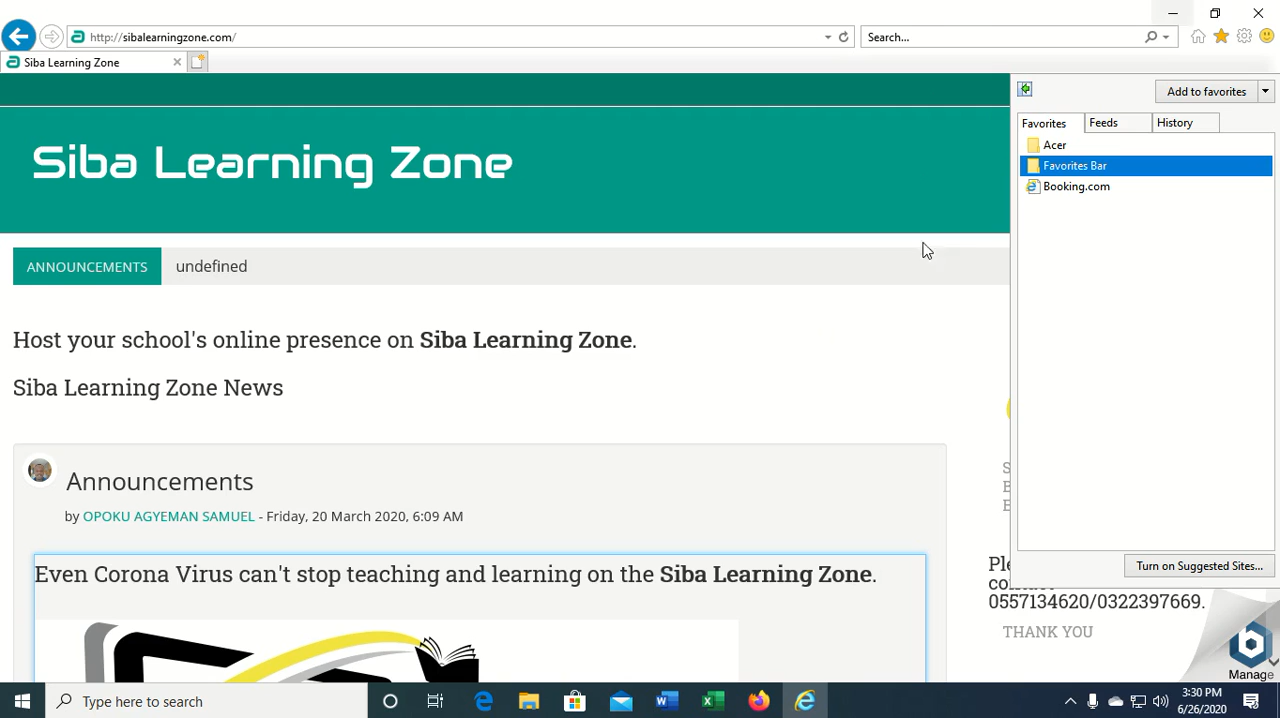 http://sibalearningzone.com/
Search...
Siba Learning Zone
Add to favorites
Favorites Feeds History
Acer
Favorites Bar
Booking.com
Siba Learning Zone
ANNOUNCEMENTS undefined
Host your school's online presence on Siba Learning Zone.
Siba Learning Zone News
Announcements
by OPOKU AGYEMAN SAMUEL - Friday, 20 March 2020, 6:09 AM
Even Corona Virus can't stop teaching and learning on the Siba Learning Zone.
Turn on Suggested Sites...
0557134620/0322397669.
THANK YOU
Manage
Type here to search
3:30 PM
6/26/2020